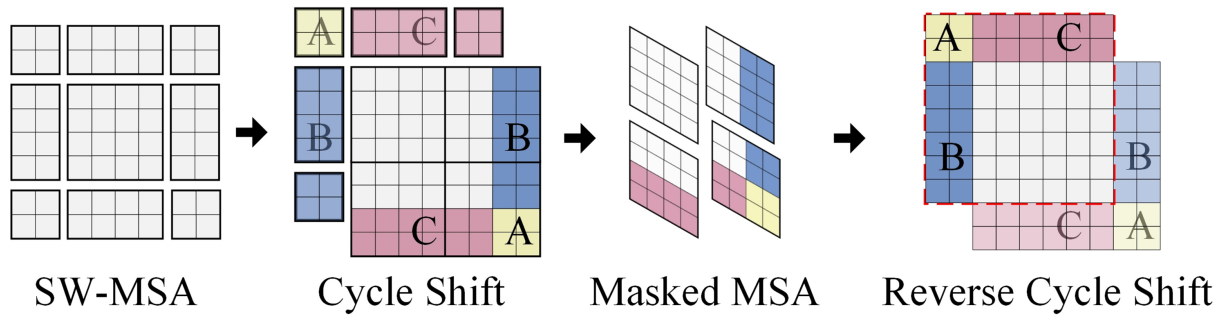 A C
B B
C A
A C
B B
C A
SW-MSA Cycle Shift Masked MSA Reverse Cycle Shift